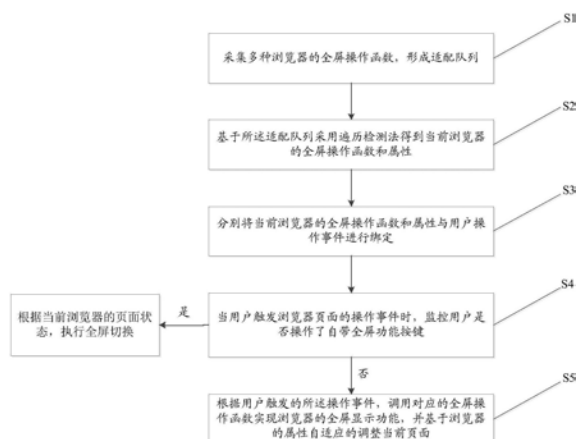 S1
采集多种浏览器的全屏操作函数，形成适配队列
S2
基于所述适配队列采用遍历检测法得到当前浏览器
的全屏操作函数和属性
S3
分别将当前浏览器的全屏操作函数和属性与用户操
作事件进行绑定
S4
当用户触发浏览器页面的操作事件时，监控用户是
否操作了自带全屏功能按键
是
根据当前浏览器的页面状
态，执行全屏切换
否
S5
根据用户触发的所述操作事件，调用对应的全屏操
作函数实现浏览器的全屏显示功能，并基于浏览器
的属性自适应的调整当前页面